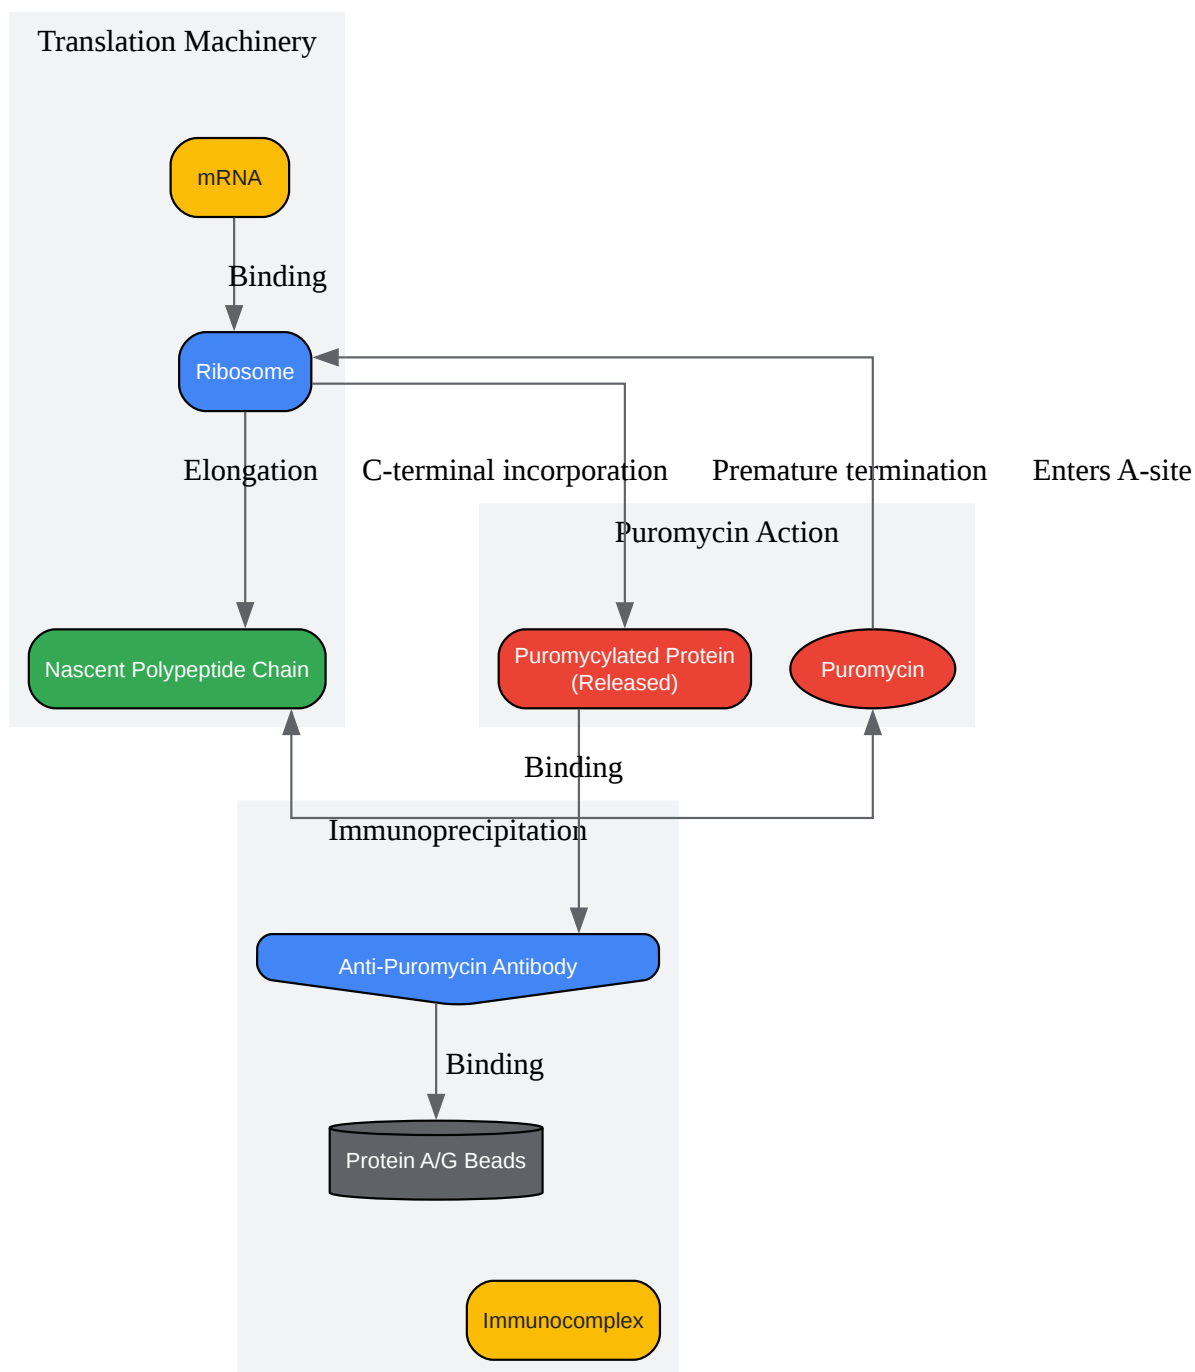 Translation Machinery
mRNA
Binding
Ribosome
Elongation
C-terminal incorporation
Premature termination
Enters A-site
Puromycin Action
Nascent Polypeptide Chain
Puromycylated Protein
(Released)
Puromycin
Binding
Immunoprecipitation
Anti-Puromycin Antibody
Binding
Protein A/G Beads
Immunocomplex